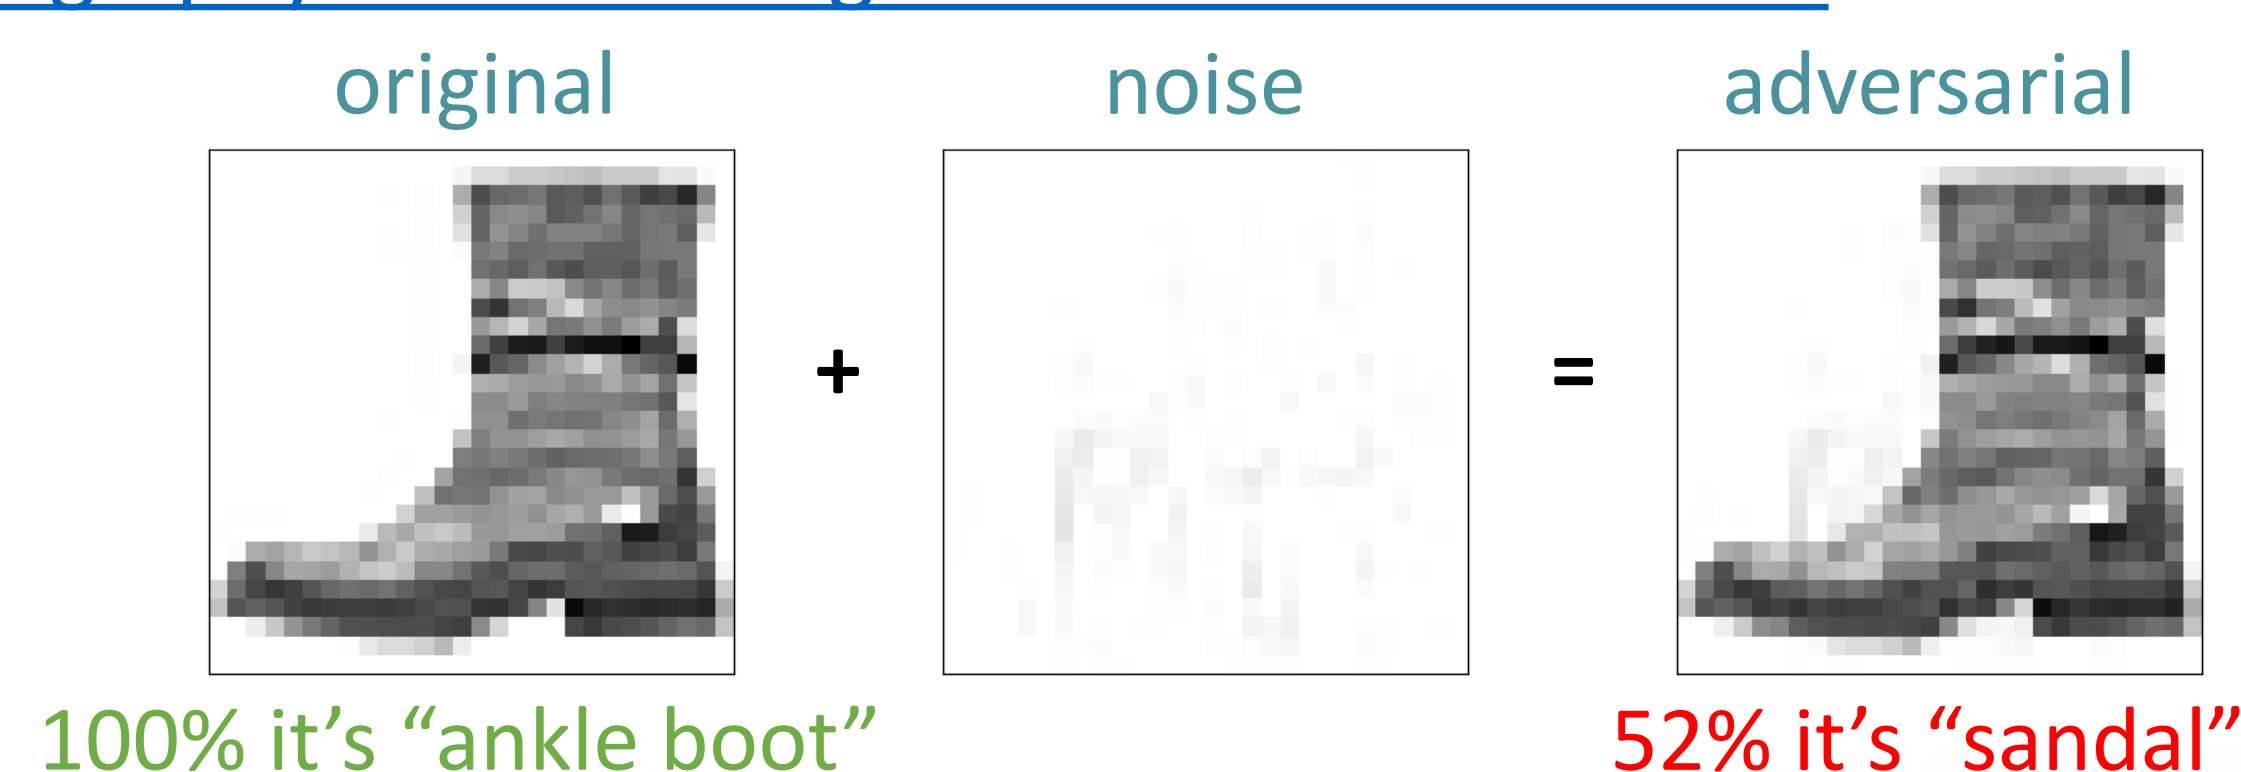 original noise adversarial
+ =
100% it’s “ankle boot” 52% it’s “sandal”